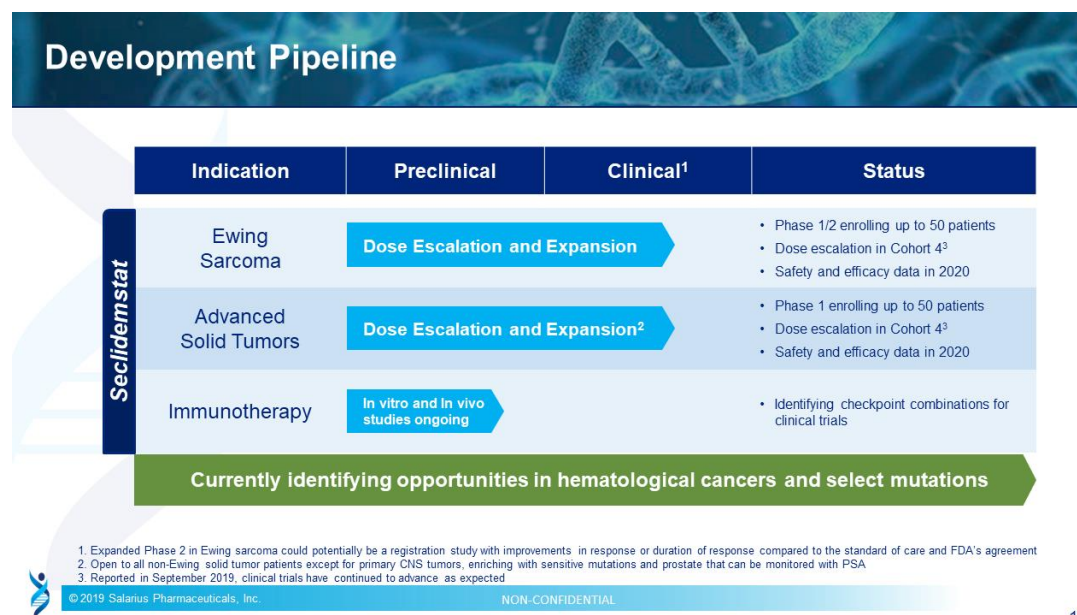 Development Pipeline
Indication
Preclinical
Clinical¹
Status
Seclidemstat
Ewing
Sarcoma
Dose Escalation and Expansion
• Phase 1/2 enrolling up to 50 patients
• Dose escalation in Cohort 4³
• Safety and efficacy data in 2020
Advanced
Solid Tumors
Dose Escalation and Expansion²
• Phase 1 enrolling up to 50 patients
• Dose escalation in Cohort 4³
• Safety and efficacy data in 2020
Immunotherapy
In vitro and In vivo
studies ongoing
• Identifying checkpoint combinations for
clinical trials
Currently identifying opportunities in hematological cancers and select mutations
1. Expanded Phase 2 in Ewing sarcoma could potentially be a registration study with improvements in response or duration of response compared to the standard of care and FDA's agreement
2. Open to all non-Ewing solid tumor patients except for primary CNS tumors, enriching with sensitive mutations and prostate that can be monitored with PSA
3. Reported in September 2019, clinical trials have continued to advance as expected
© 2019 Salarius Pharmaceuticals, Inc.
NON-CONFIDENTIAL